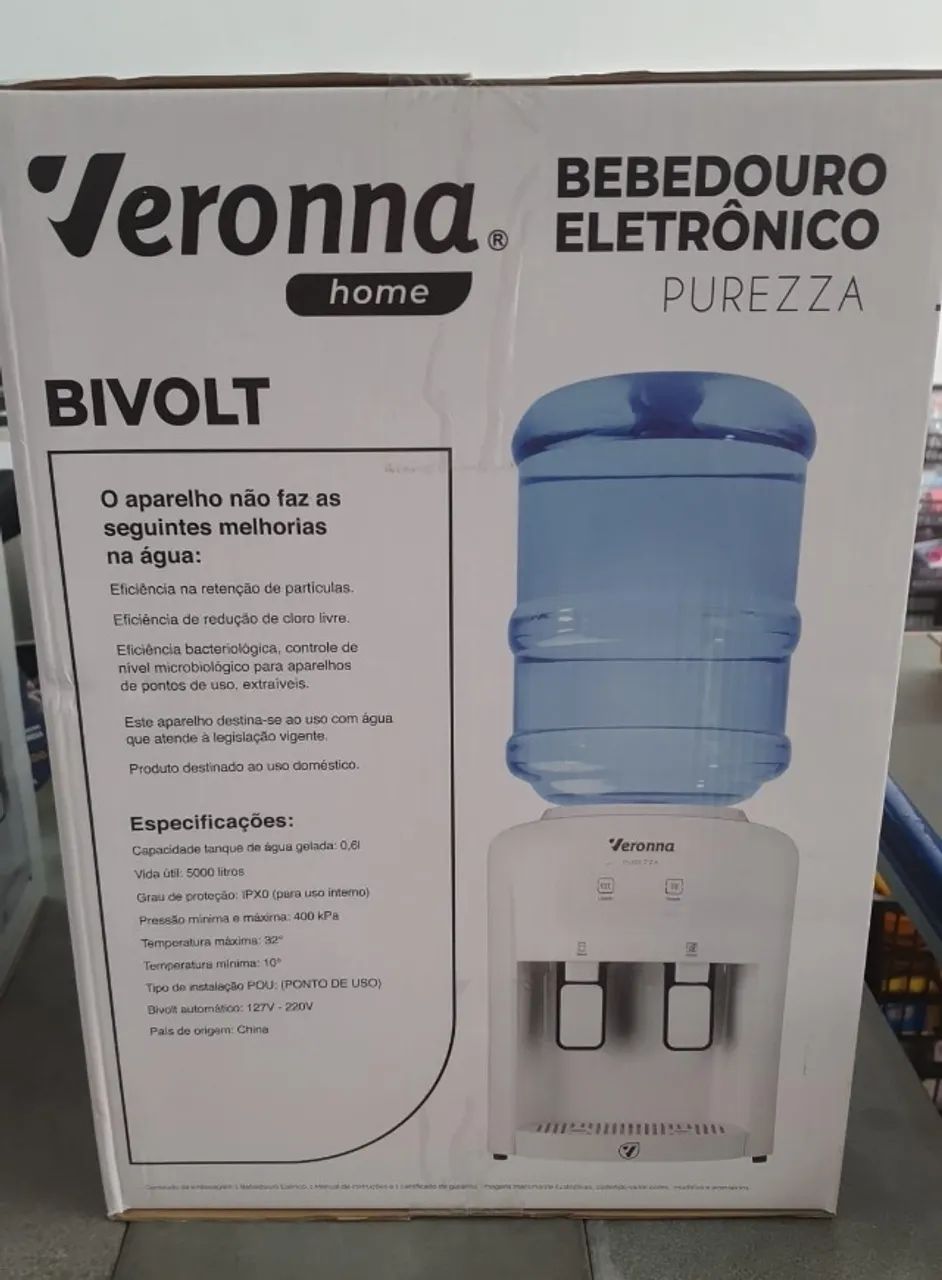 Veronna®
home
BEBEDOURO
ELETRÔNICO
PUREZZA
BIVOLT
O aparelho não faz as
seguintes melhorias
na água:
Eficiência na retenção de partículas.
Eficiência de redução de cloro livre.
Eficiência bacteriológica, controle de
nível microbiológico para aparelhos
de pontos de uso, extraíveis.
Este aparelho destina-se ao uso com água
que atende à legislação vigente.
Produto destinado ao uso doméstico.
Especificações:
Capacidade tanque de água gelada: 0,6l
Vida útil: 5000 litros
Grau de proteção: IPX0 (para uso interno)
Pressão mínima e máxima: 400 kPa
Temperatura máxima: 32°
Temperatura mínima: 10°
Tipo de instalação POU: (PONTO DE USO)
Bivolt automático: 127V - 220V
País de origem: China
Veronna
PUREZZA